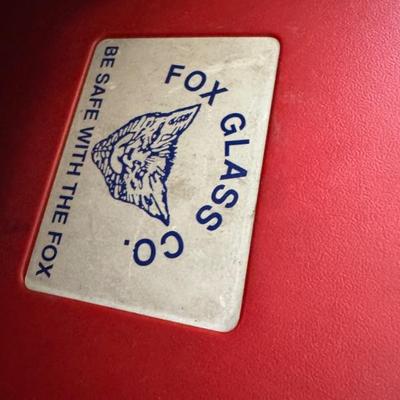 FOX GLASS CO.
BE SAFE WITH THE FOX